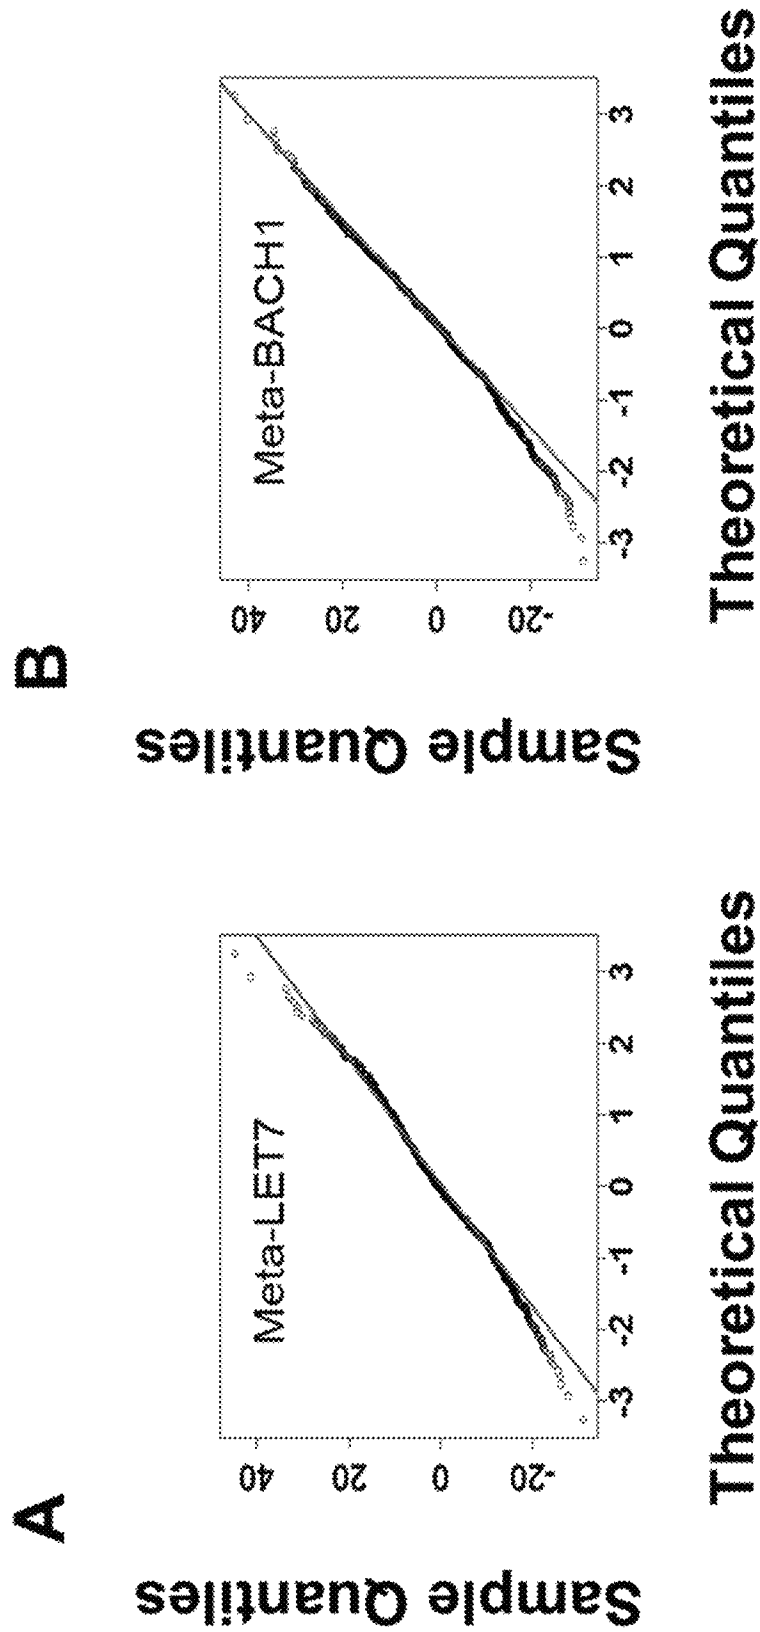 A
Meta-LET7
Sample Quantiles
40
20
0
-20
-3 -2 -1 0 1 2 3
Theoretical Quantiles
B
Meta-BACH1
Sample Quantiles
40
20
0
-20
-3 -2 -1 0 1 2 3
Theoretical Quantiles